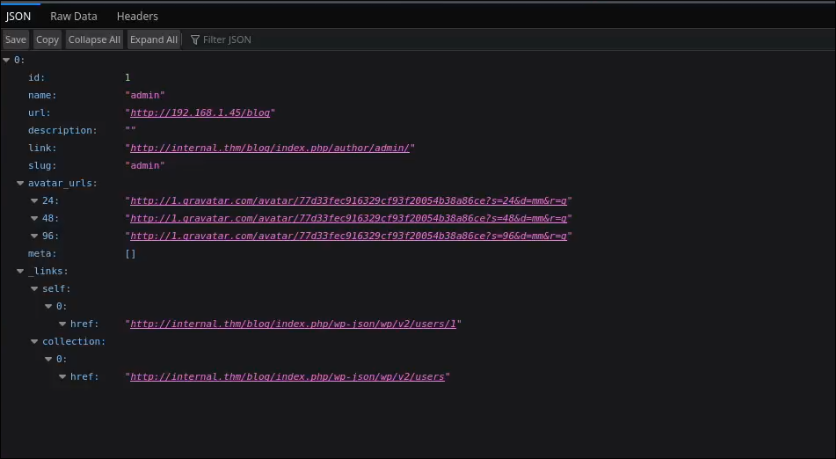 JSON Raw Data Headers
Save Copy Collapse All Expand All Filter JSON
0:
id: 1
name: "admin"
url: "http://192.168.1.45/blog"
description: ""
link: "http://internal.thm/blog/index.php/author/admin/"
slug: "admin"
avatar_urls:
24: "http://1.gravatar.com/avatar/77d33fec916329cf93f20054b38a86ce?s=24&d=mm&r=g"
48: "http://1.gravatar.com/avatar/77d33fec916329cf93f20054b38a86ce?s=48&d=mm&r=g"
96: "http://1.gravatar.com/avatar/77d33fec916329cf93f20054b38a86ce?s=96&d=mm&r=g"
meta: []
_links:
self:
0:
href: "http://internal.thm/blog/index.php/wp-json/wp/v2/users/1"
collection:
0:
href: "http://internal.thm/blog/index.php/wp-json/wp/v2/users"